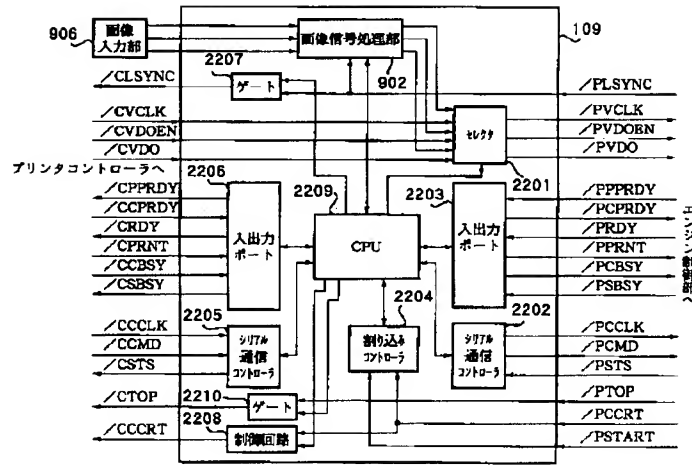 906
画像
入力部
画像信号処理部
902
109
2207
/CLSYNC
ゲート
/PLSYNC
/CVCLK
/CVDOEN
/CVDO
セレクタ
2201
/PVCLK
/PVDOEN
/PVDO
プリンタコントローラへ
2206
2209
2203
/CPPRDY
/CCPRDY
/CRDY
/CPRNT
/CCBSY
/CSBSY
入出力
ポート
CPU
入出力
ポート
/PPPRDY
/PCPRDY
/PRDY
/PPRNT
/PCBSY
/PSBSY
2204
2205
2202
/CCCLK
/CCMD
/CSTS
シリアル
通信
コントローラ
割り込み
コントローラ
シリアル
通信
コントローラ
/PCCLK
/PCMD
/PSTS
2210
/CTOP
ゲート
/PTOP
2208
/CCCRT
制御回路
/PCCRT
/PSTART